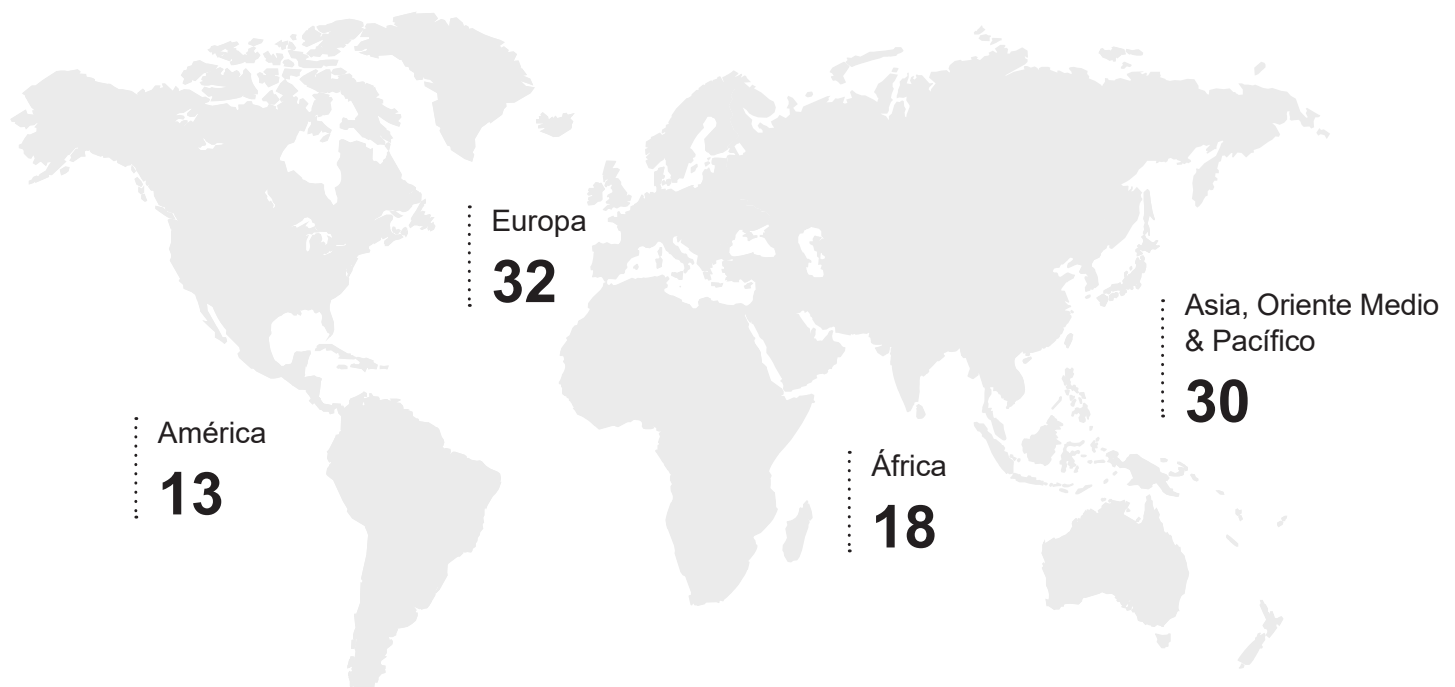 Europa
32
Asia, Oriente Medio
& Pacífico
30
América
13
África
18